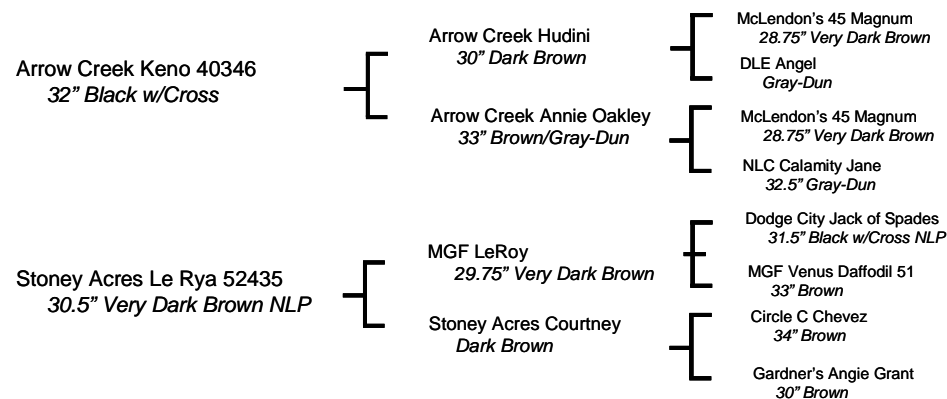 Arrow Creek Keno 40346
32” Black w/Cross
Stoney Acres Le Rya 52435
30.5” Very Dark Brown NLP
Arrow Creek Hudini
30” Dark Brown
Arrow Creek Annie Oakley
33” Brown/Gray-Dun
MGF LeRoy
29.75” Very Dark Brown
Stoney Acres Courtney
Dark Brown
McLendon’s 45 Magnum
28.75” Very Dark Brown
DLE Angel
Gray-Dun
McLendon’s 45 Magnum
28.75” Very Dark Brown
NLC Calamity Jane
32.5” Gray-Dun
Dodge City Jack of Spades
31.5” Black w/Cross NLP
MGF Venus Daffodil 51
33” Brown
Circle C Chevez
34” Brown
Gardner’s Angie Grant
30” Brown